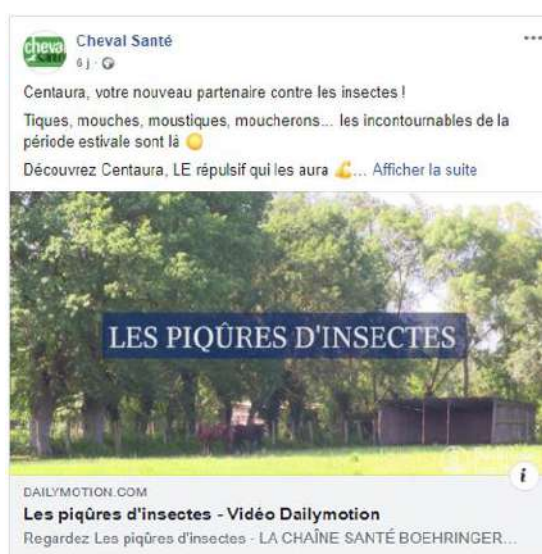 cheval
Santé
Cheval Santé
6 j
Centaura, votre nouveau partenaire contre les insectes !
Tiques, mouches, moustiques, moucherons... les incontournables de la
période estivale sont là
Découvrez Centaura, LE répulsif qui les aura ... Afficher la suite
LES PIQÛRES D'INSECTES
DAILYMOTION.COM
Les piqûres d'insectes - Vidéo Dailymotion
Regardez Les piqûres d'insectes - LA CHAÎNE SANTÉ BOEHRINGER...